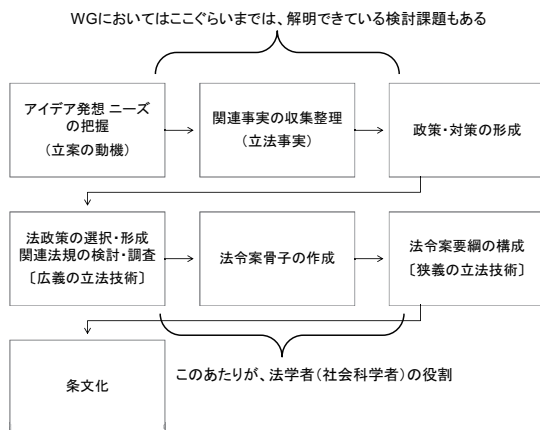 WGにおいてはここぐらいまでは、解明できている検討課題もある
アイデア発想 ニーズ
の把握
(立案の動機)
関連事実の収集整理
(立法事実)
政策・対策の形成
法政策の選択・形成
関連法規の検討・調査
〔広義の立法技術〕
法令案骨子の作成
法令案要綱の構成
〔狭義の立法技術〕
条文化
このあたりが、法学者(社会科学者)の役割